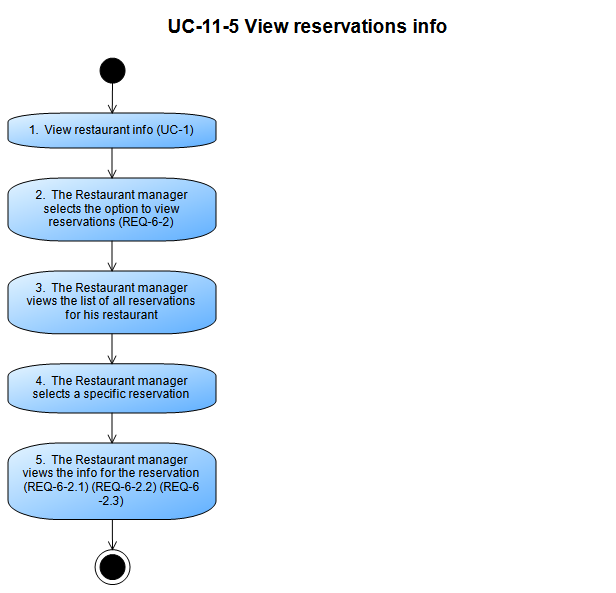 UC-11-5 View reservations info
1. View restaurant info (UC-1)
2. The Restaurant manager
selects the option to view
reservations (REQ-6-2)
3. The Restaurant manager
views the list of all reservations
for his restaurant
4. The Restaurant manager
selects a specific reservation
5. The Restaurant manager
views the info for the reservation
(REQ-6-2.1) (REQ-6-2.2) (REQ-6
-2.3)